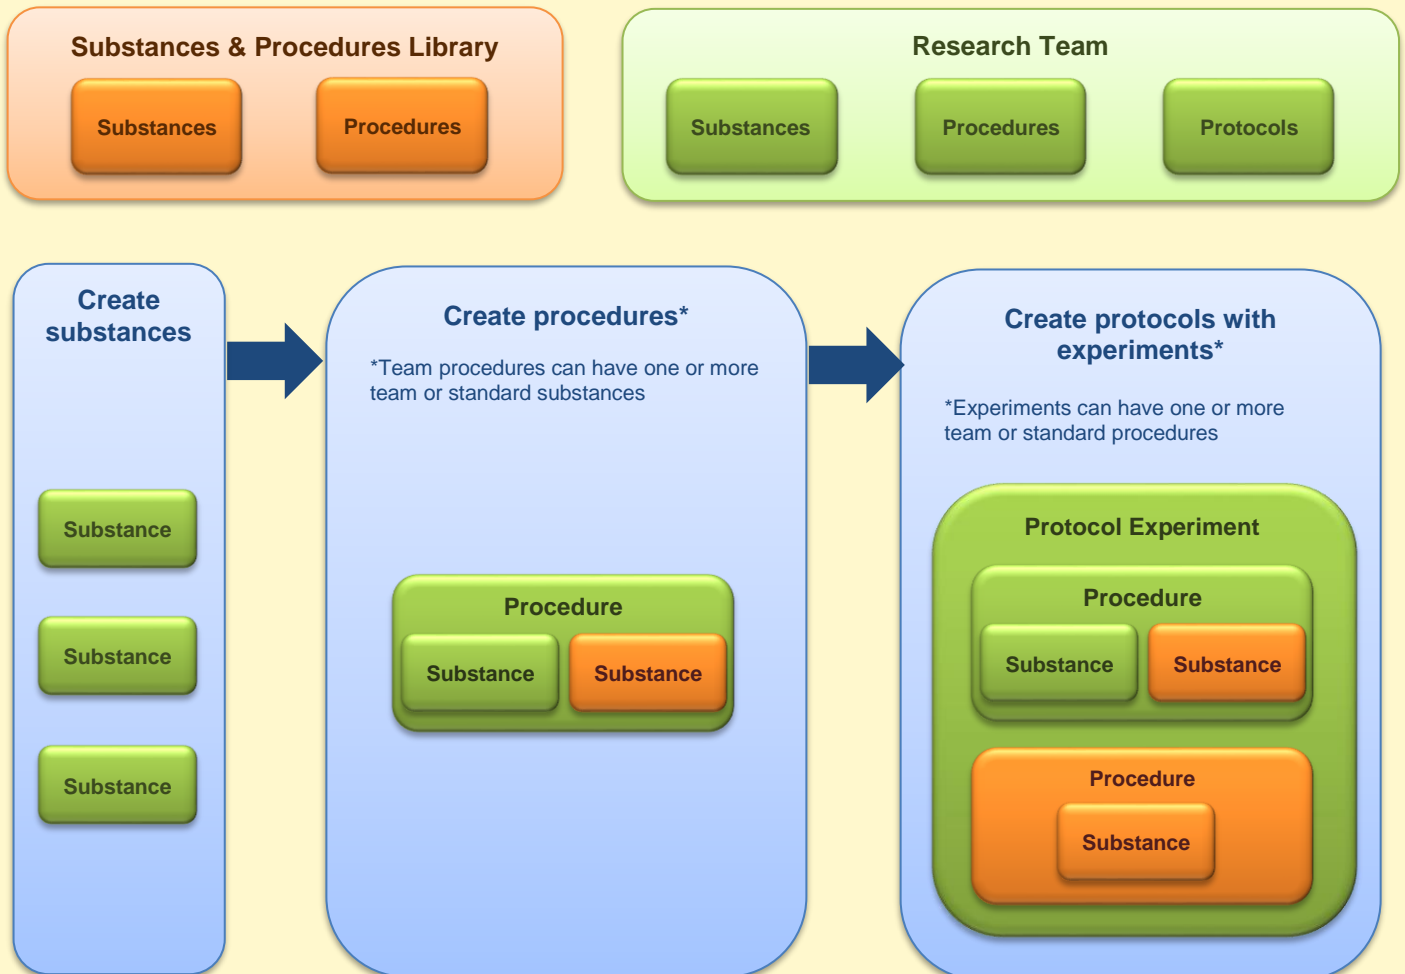 Substances & Procedures Library
Substances
Procedures
Research Team
Substances
Procedures
Protocols
Create
substances
Substance
Substance
Substance
Create procedures*
*Team procedures can have one or more
team or standard substances
Procedure
Substance
Substance
Create protocols with
experiments*
*Experiments can have one or more
team or standard procedures
Protocol Experiment
Procedure
Substance
Substance
Procedure
Substance